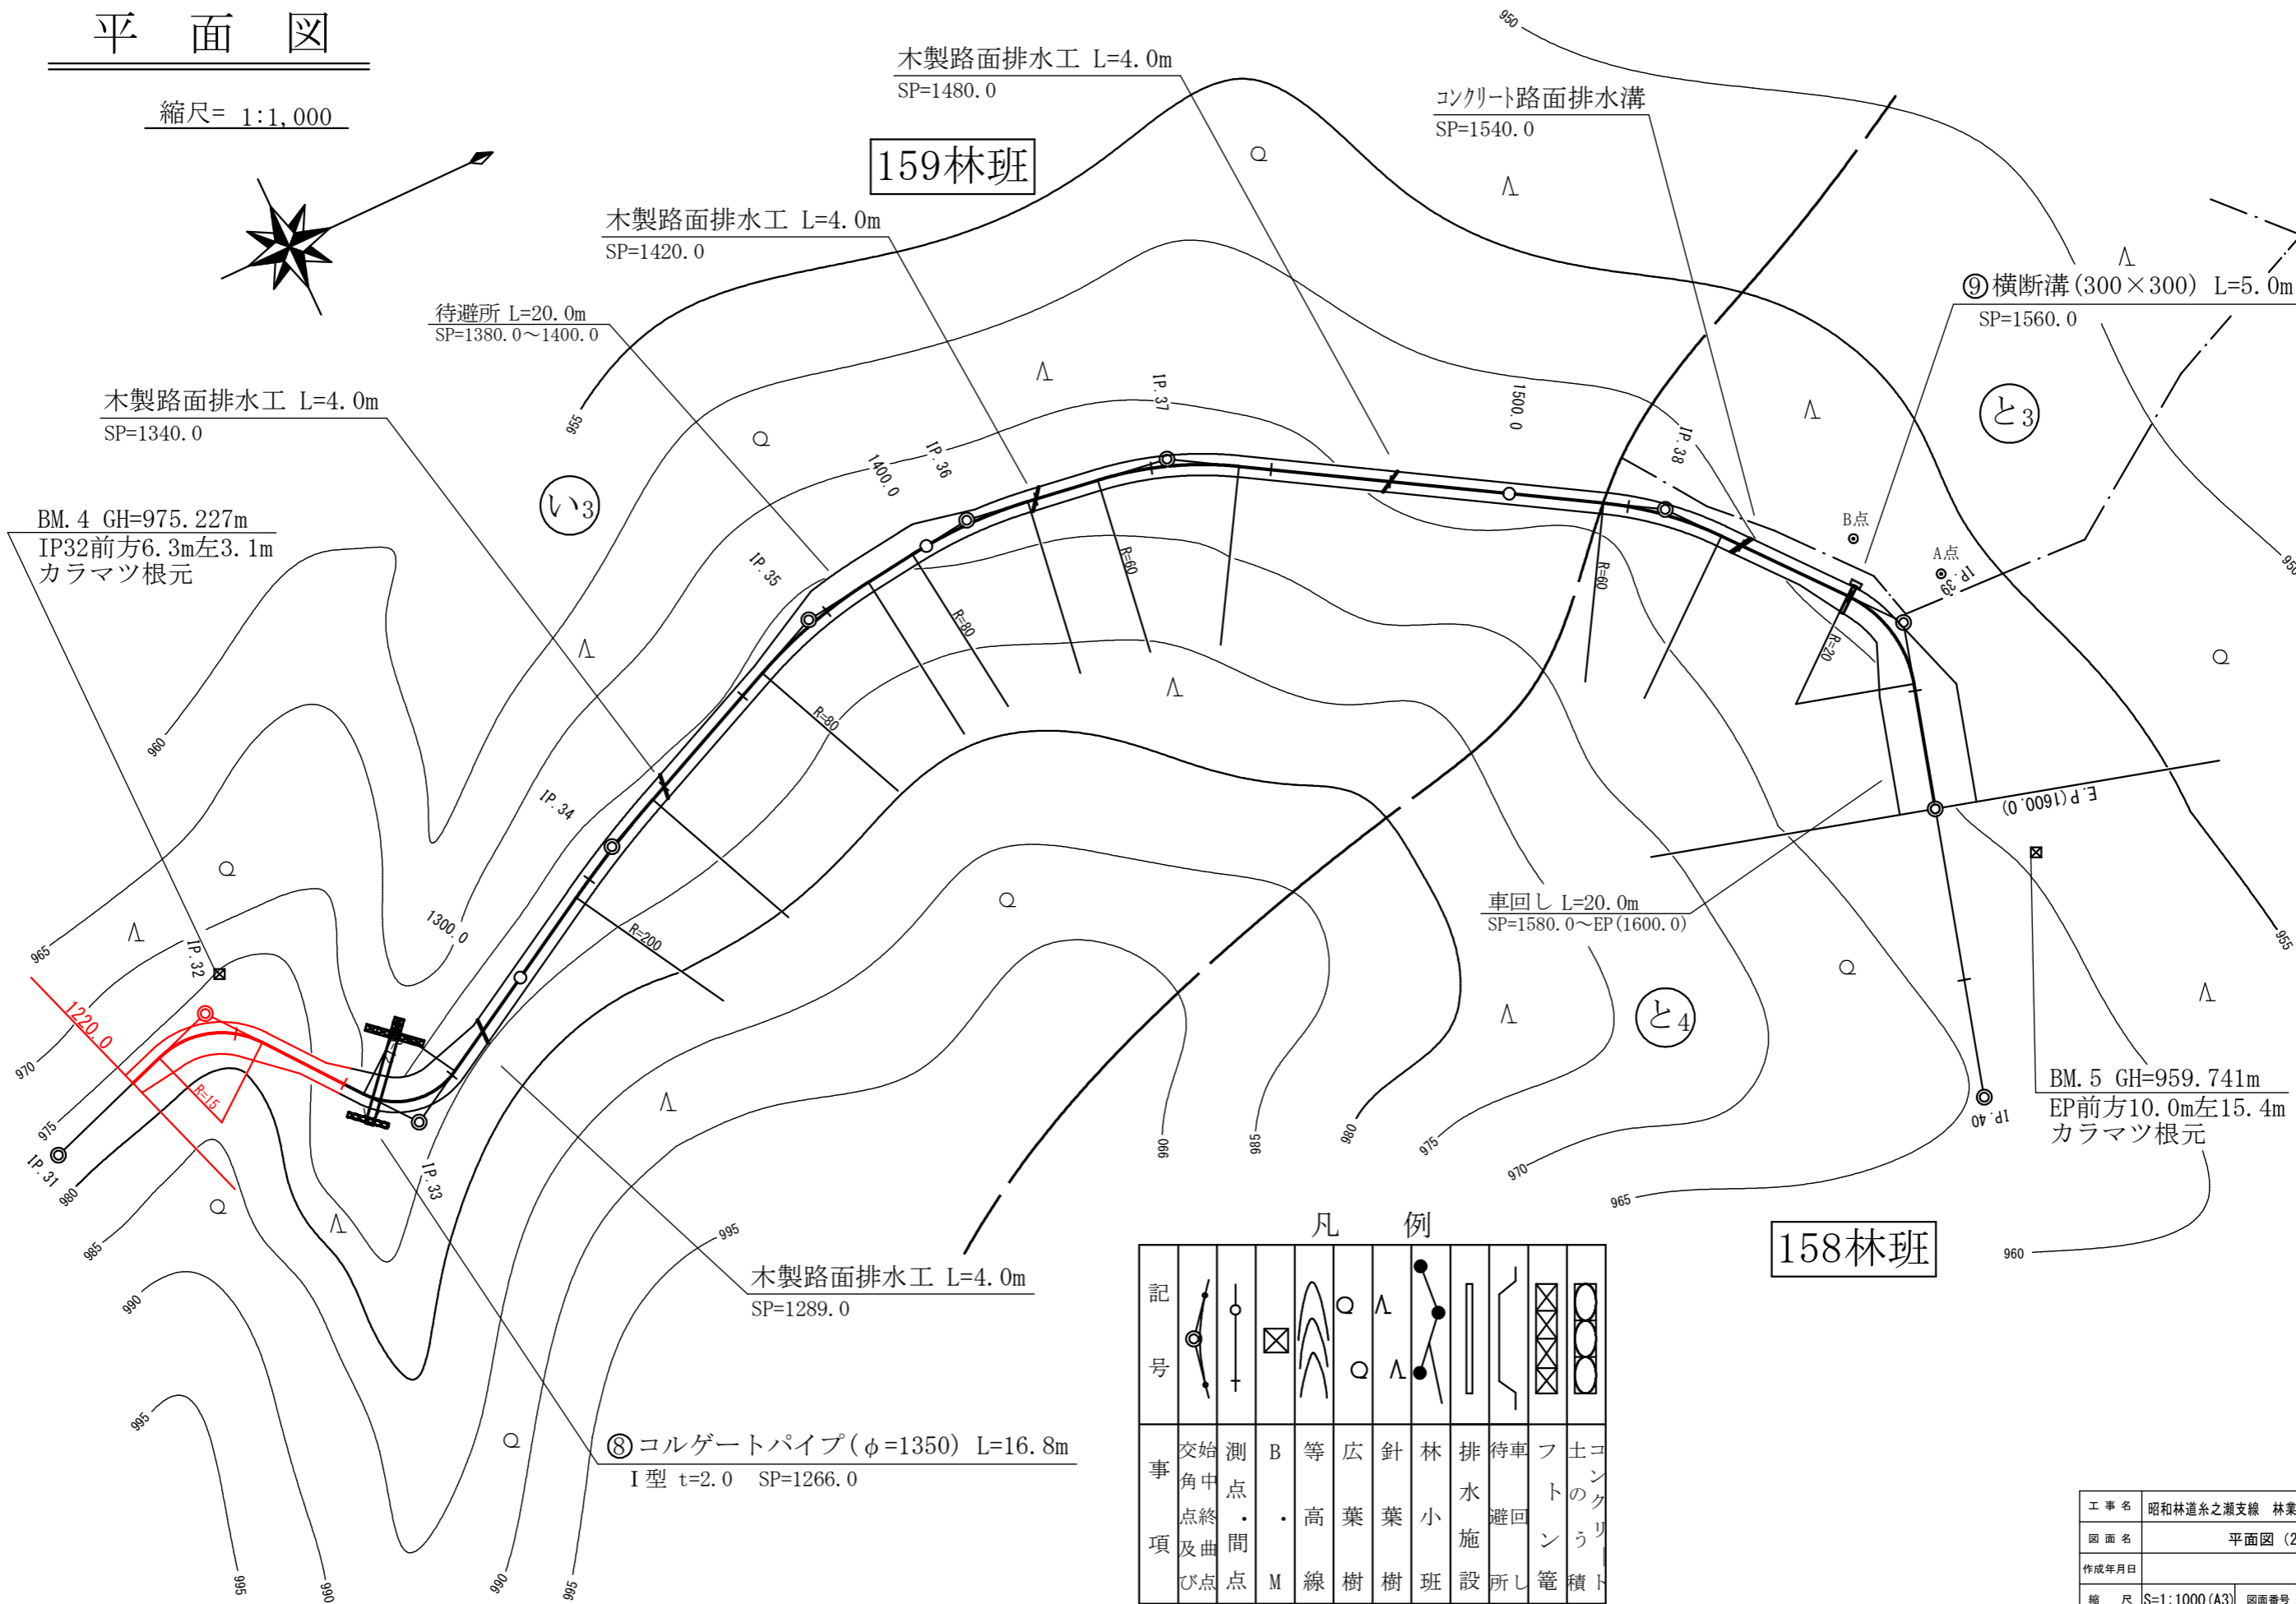 平 面 図
縮尺= 1:1,000
159林班
木製路面排水工 L=4.0m
SP=1480.0
コンクリート路面排水溝
SP=1540.0
木製路面排水工 L=4.0m
SP=1420.0
待避所 L=20.0m
SP=1380.0～1400.0
⑨横断溝(300×300) L=5.0m
SP=1560.0
木製路面排水工 L=4.0m
SP=1340.0
BM.4 GH=975.227m
IP32前方6.3m左3.1m
カラマツ根元
い3
と3
と4
B点
A点
IP.31
IP.32
IP.33
IP.34
IP.35
IP.36
IP.37
IP.38
IP.39
IP.40
1220.0
1300.0
1400.0
1500.0
E.P(1600.0)
R=15
R=200
R=80
R=80
R=60
R=60
R=20
950
950
955
955
960
965
970
975
980
985
990
995
995
990
990
995
995
990
985
980
975
970
965
960
車回し L=20.0m
SP=1580.0～EP(1600.0)
BM.5 GH=959.741m
EP前方10.0m左15.4m
カラマツ根元
158林班
木製路面排水工 L=4.0m
SP=1289.0
⑧コルゲートパイプ(φ=1350) L=16.8m
Ⅰ型 t=2.0 SP=1266.0
凡 例
記号
事項
交角点及び
始中終曲点
測点・間点
B・M
等高線
広葉樹
針葉樹
林小班
排水施設
待避所
車回し
フトン篭
土のう積
コンクリート
工事名 昭和林道糸之瀬支線 林業
図面名 平面図 (2
作成年月日
縮尺 S=1:1000(A3) 図面番号